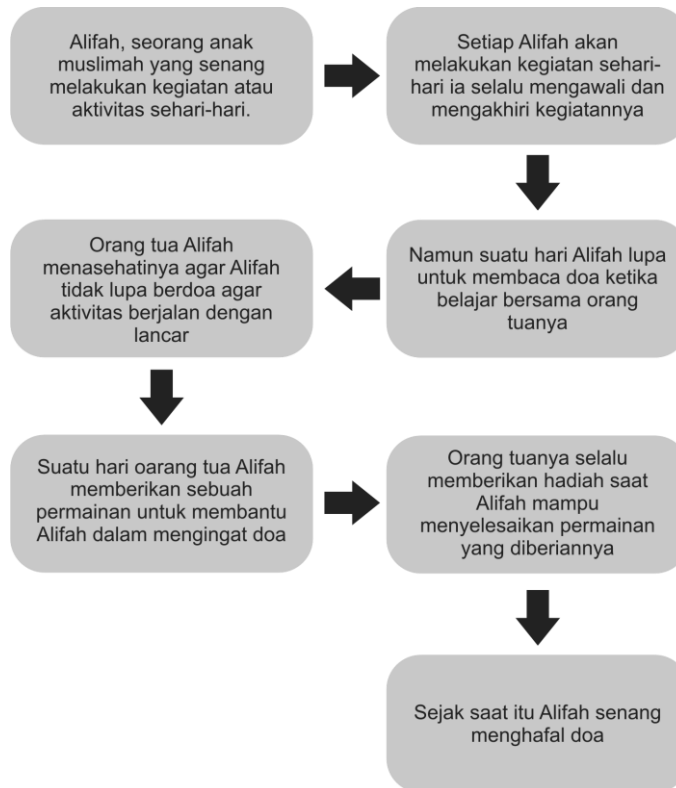 Alifah, seorang anak
muslimah yang senang
melakukan kegiatan atau
aktivitas sehari-hari.
Setiap Alifah akan
melakukan kegiatan sehari-
hari ia selalu mengawali dan
mengakhiri kegiatannya
Namun suatu hari Alifah lupa
untuk membaca doa ketika
belajar bersama orang
tuanya
Orang tua Alifah
menasehatinya agar Alifah
tidak lupa berdoa agar
aktivitas berjalan dengan
lancar
Suatu hari oarang tua Alifah
memberikan sebuah
permainan untuk membantu
Alifah dalam mengingat doa
Orang tuanya selalu
memberikan hadiah saat
Alifah mampu
menyelesaikan permainan
yang diberiannya
Sejak saat itu Alifah senang
menghafal doa